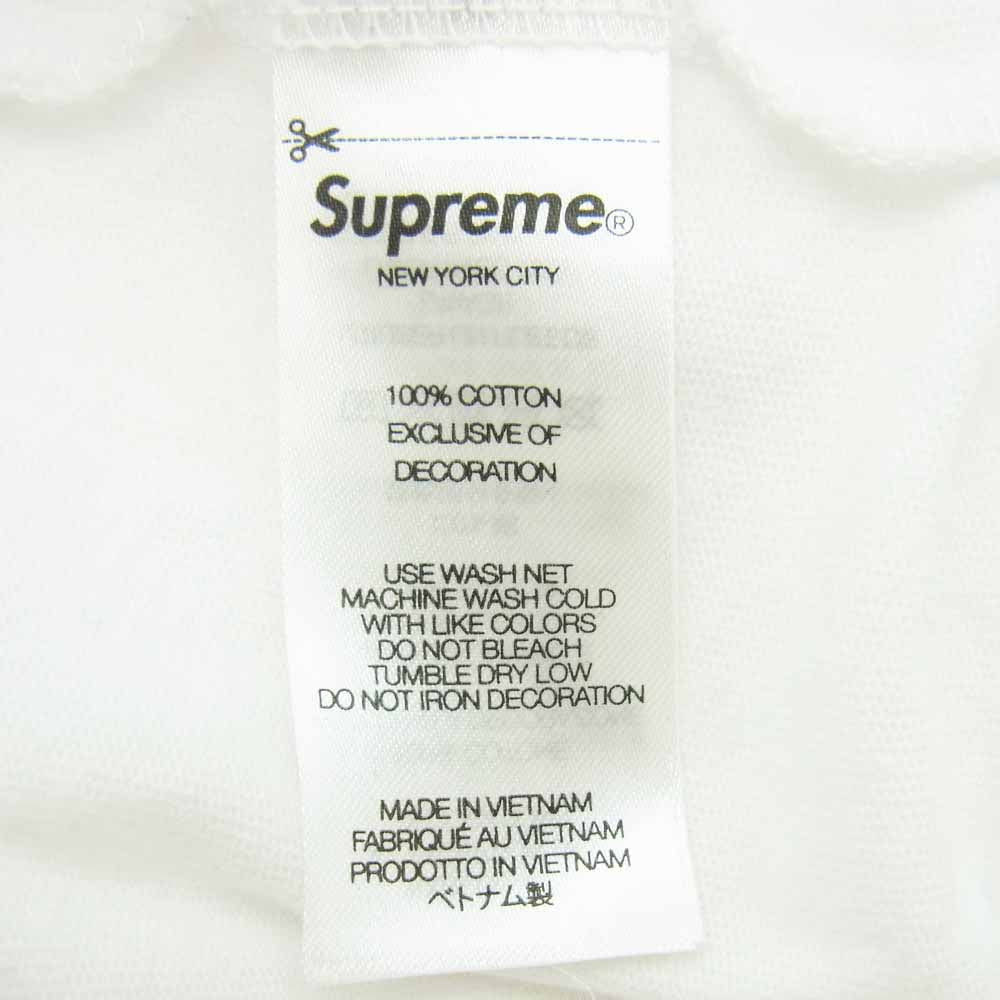 Supreme®
NEW YORK CITY
100% COTTON
EXCLUSIVE OF
DECORATION
USE WASH NET
MACHINE WASH COLD
WITH LIKE COLORS
DO NOT BLEACH
TUMBLE DRY LOW
DO NOT IRON DECORATION
MADE IN VIETNAM
FABRIQUÉ AU VIETNAM
PRODOTTO IN VIETNAM
ベトナム製